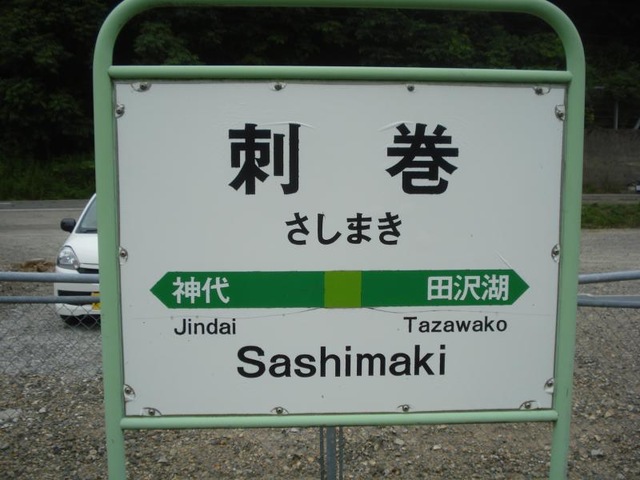 刺巻
さしまき
神代 田沢湖
Jindai Tazawako
Sashimaki